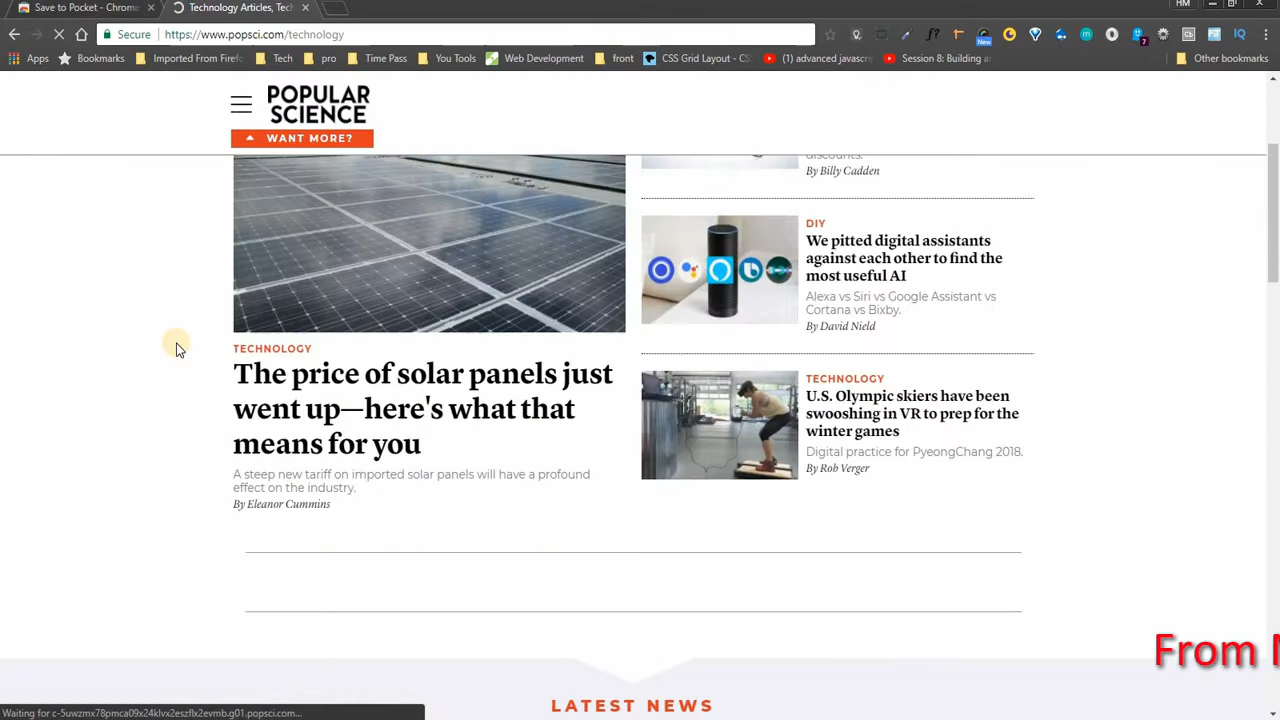 Save to Pocket - Chrome
Technology Articles, Tec
HM
Secure
https://www.popsci.com/technology
Apps
Bookmarks
Imported From Firef
Tech
pro
Time Pass
You Tools
Web Development
front
CSS Grid Layout - CS
(1) advanced javascr
Session 8: Building a
Other bookmarks
POPULAR
SCIENCE
WANT MORE?
discounts.
By Billy Cadden
DIY
We pitted digital assistants
against each other to find the
most useful AI
Alexa vs Siri vs Google Assistant vs
Cortana vs Bixby.
By David Nield
TECHNOLOGY
The price of solar panels just
went up—here's what that
means for you
A steep new tariff on imported solar panels will have a profound
effect on the industry.
By Eleanor Cummins
TECHNOLOGY
U.S. Olympic skiers have been
swooshing in VR to prep for the
winter games
Digital practice for PyeongChang 2018.
By Rob Verger
From
LATEST NEWS